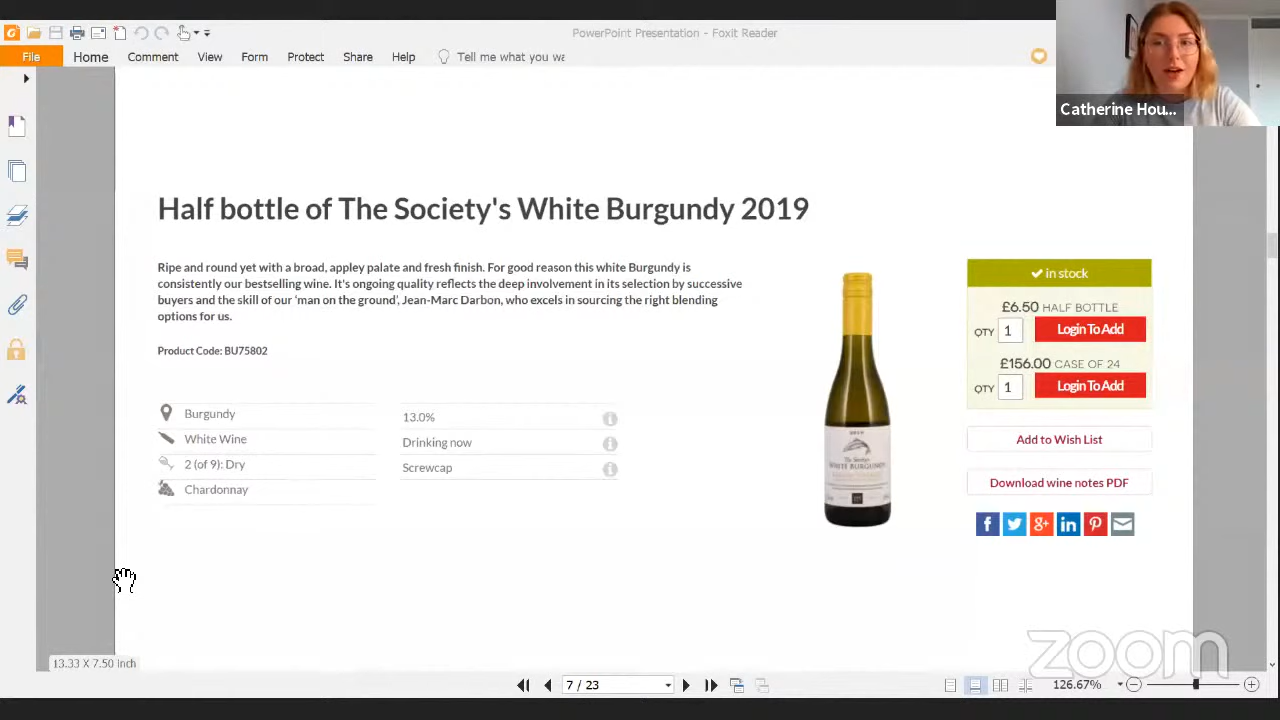 PowerPoint Presentation - Foxit Reader
File Home Comment View Form Protect Share Help Tell me what you wa
Catherine Hou...
Half bottle of The Society's White Burgundy 2019
Ripe and round yet with a broad, appley palate and fresh finish. For good reason this white Burgundy is
consistently our bestselling wine. It's ongoing quality reflects the deep involvement in its selection by successive
buyers and the skill of our 'man on the ground', Jean-Marc Darbon, who excels in sourcing the right blending
options for us.
Product Code: BU75802
Burgundy
White Wine
2 (of 9): Dry
Chardonnay
13.0%
Drinking now
Screwcap
2019
The Society's
WHITE BURGUNDY
in stock
£6.50 HALF BOTTLE
QTY 1 Login To Add
£156.00 CASE OF 24
QTY 1 Login To Add
Add to Wish List
Download wine notes PDF
zoom
13.33 X 7.50 inch
7 / 23
126.67%